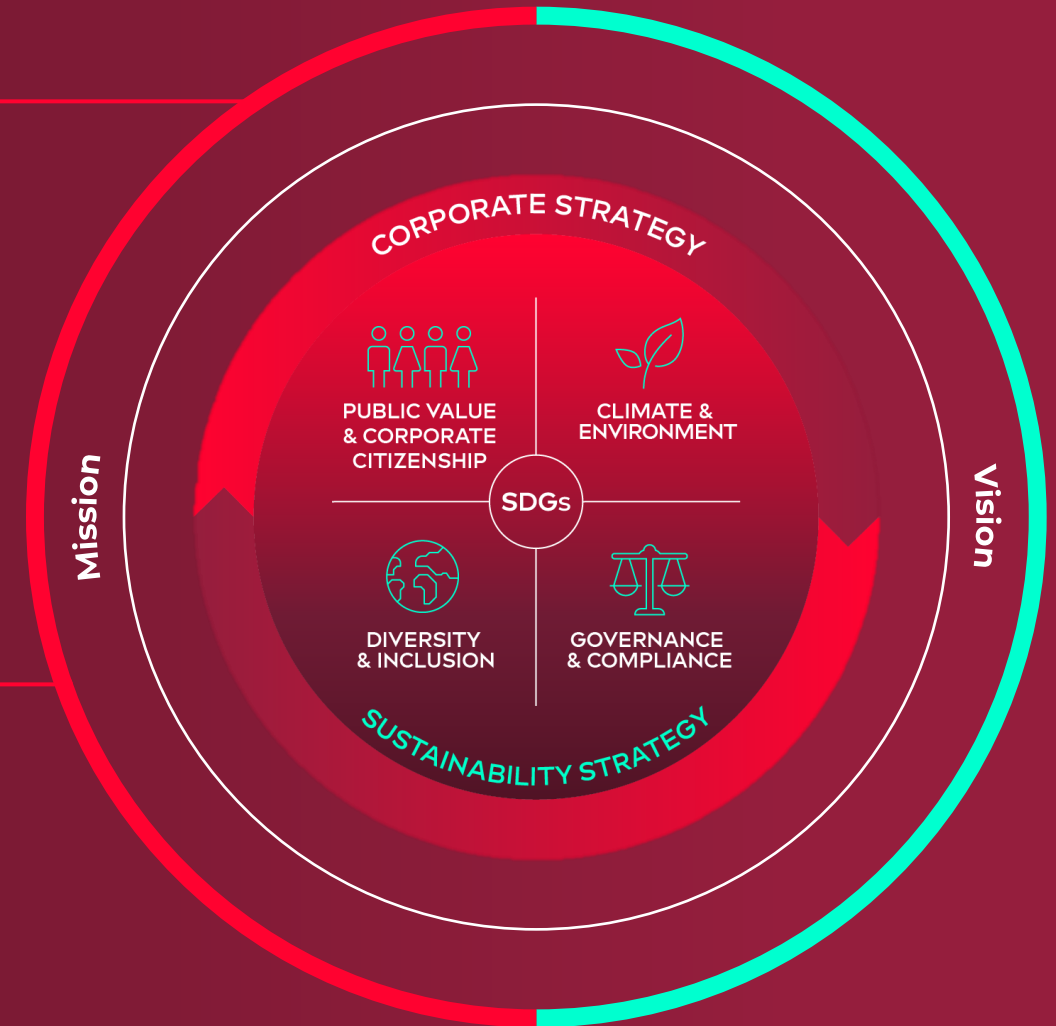 CORPORATE STRATEGY
PUBLIC VALUE
& CORPORATE
CITIZENSHIP
CLIMATE &
ENVIRONMENT
Mission
SDGs
Vision
DIVERSITY
& INCLUSION
GOVERNANCE
& COMPLIANCE
SUSTAINABILITY STRATEGY